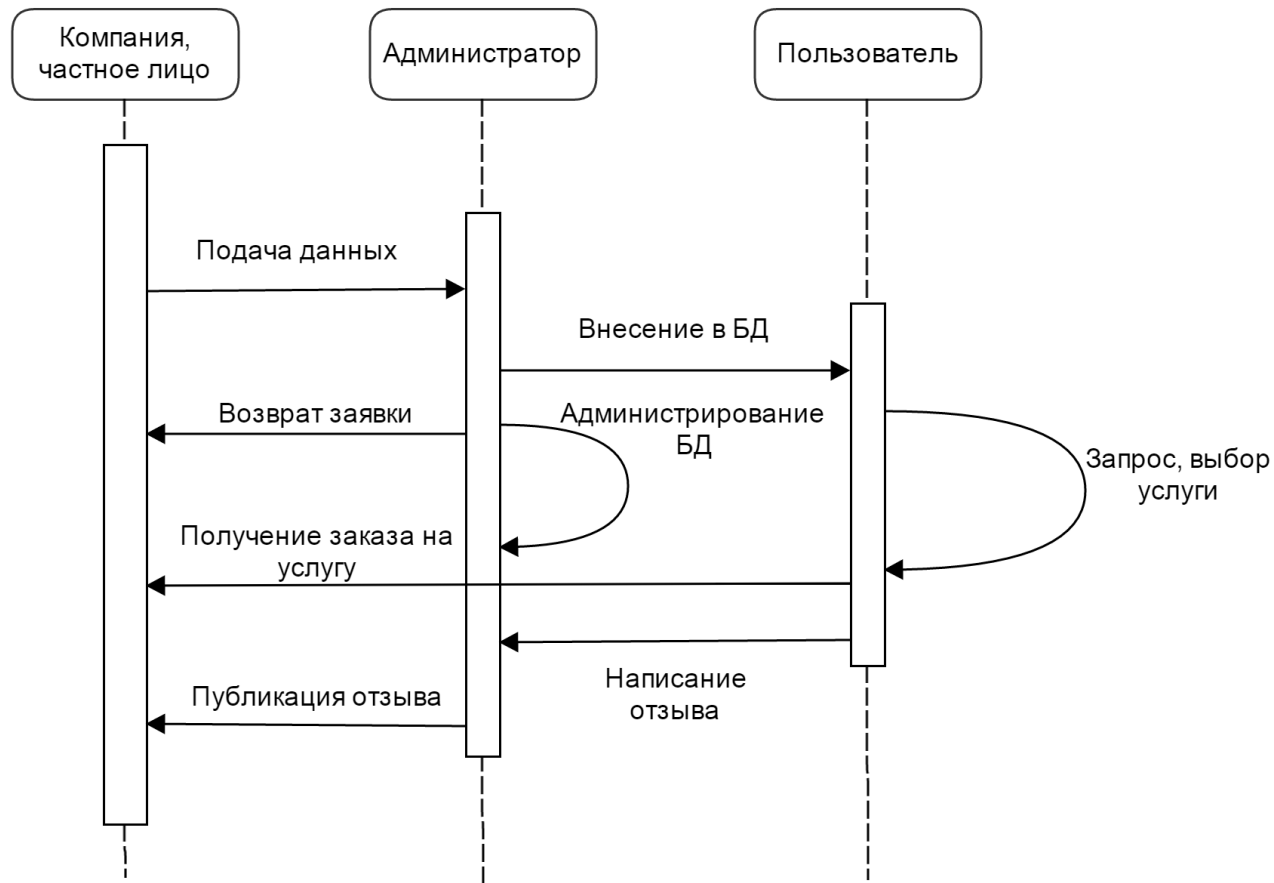 Компания,
частное лицо
Администратор
Пользователь
Подача данных
Внесение в БД
Возврат заявки
Администрирование
БД
Запрос, выбор
услуги
Получение заказа на
услугу
Написание
отзыва
Публикация отзыва